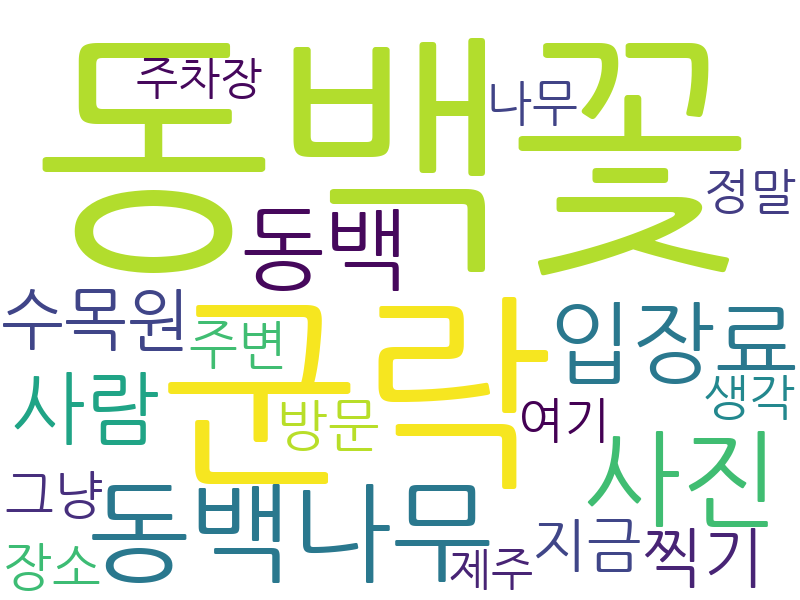 동백꽃
주차장
나무
정말
동백
수목원
주변
군락
입장료
사람
방문
여기
생각
사진
그냥
동백나무
장소
제주
지금
찍기